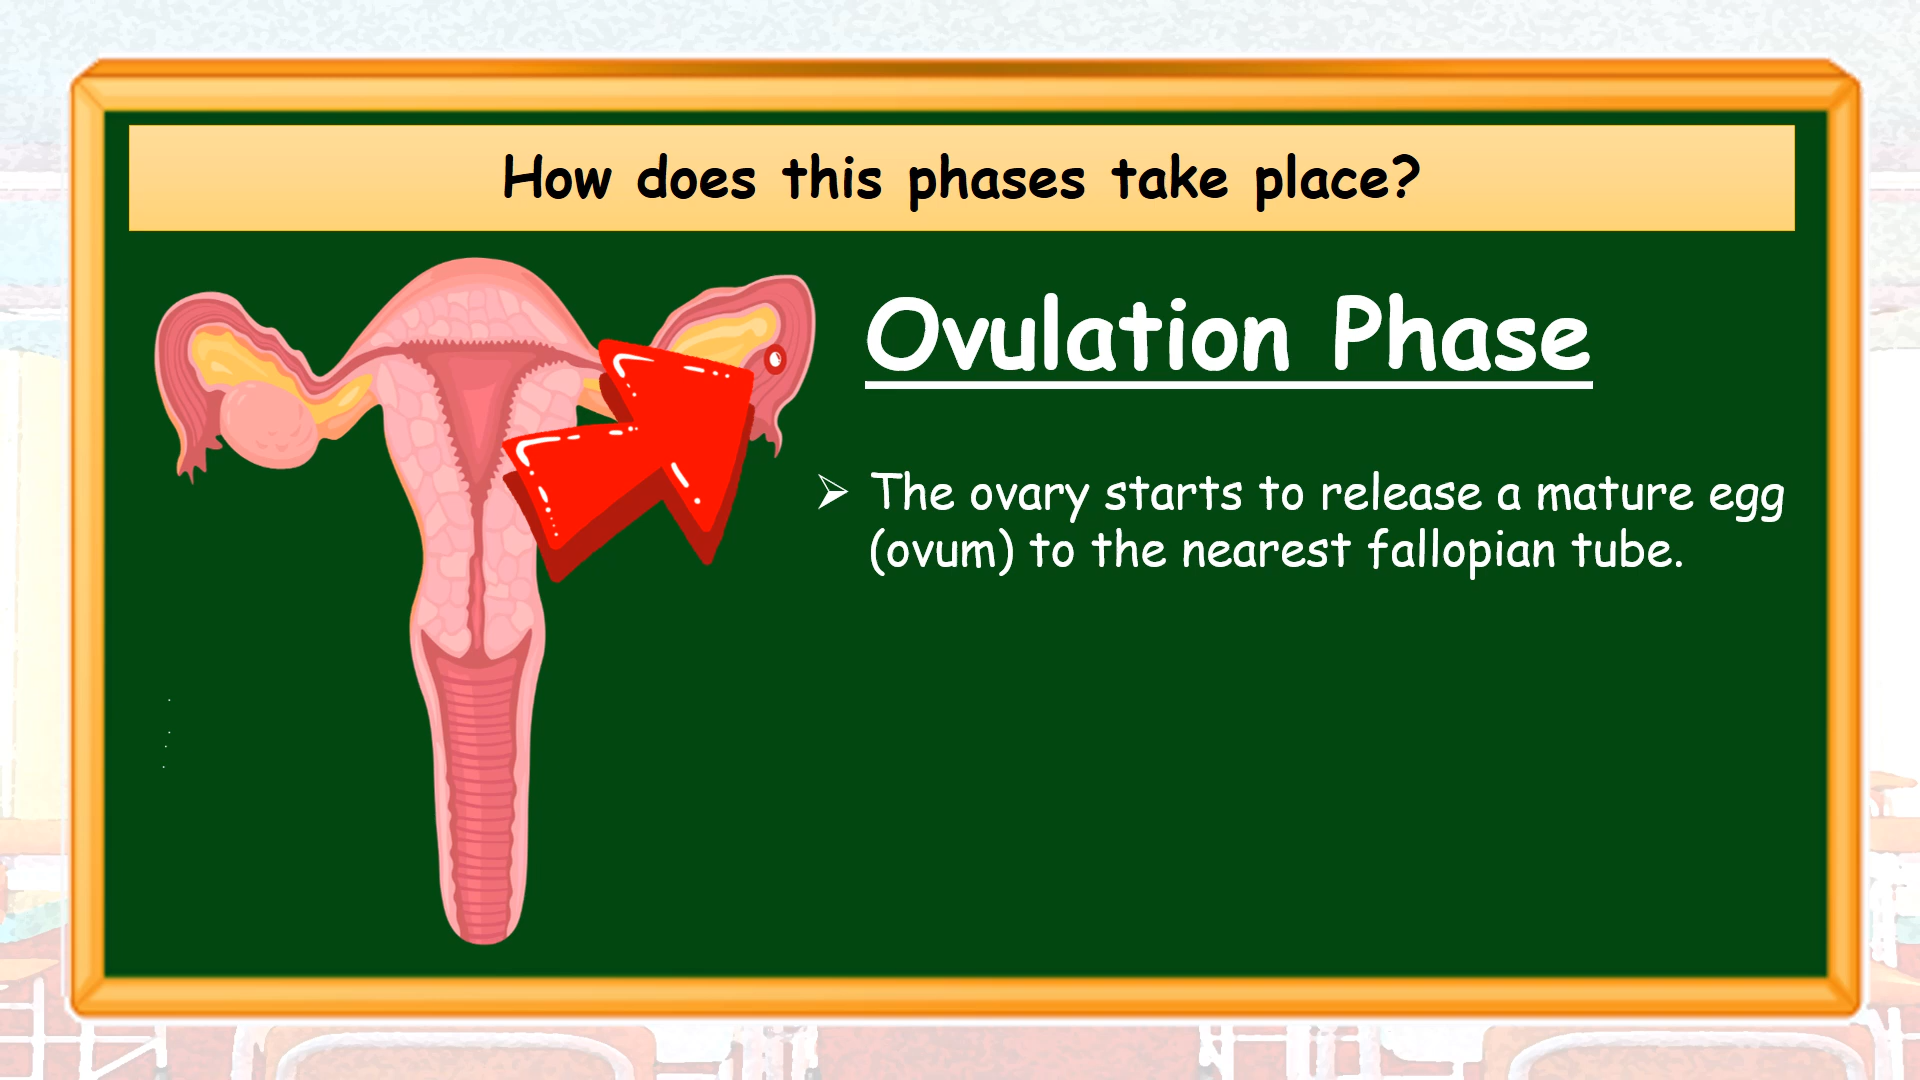 How does this phases take place?
Ovulation Phase
➢ The ovary starts to release a mature egg
(ovum) to the nearest fallopian tube.